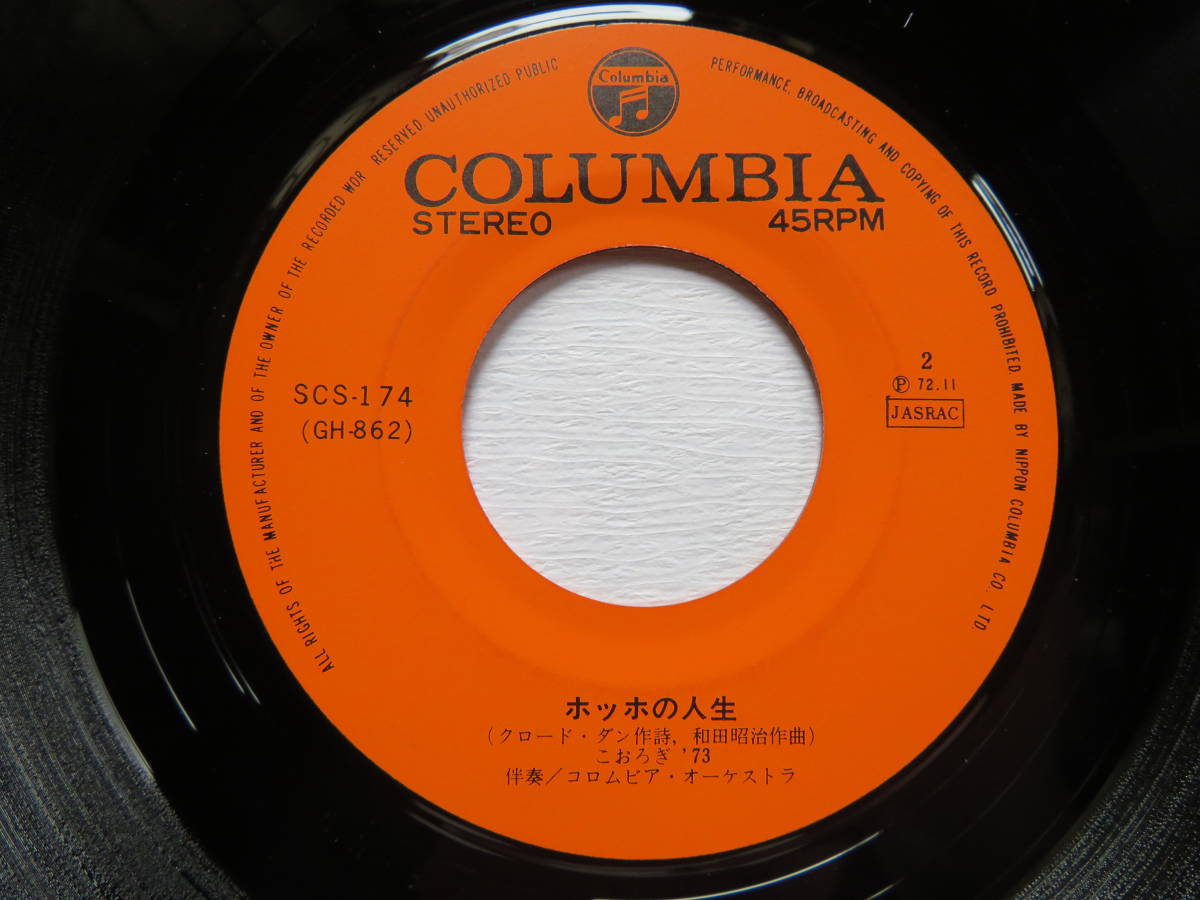 Columbia
COLUMBIA
STEREO 45RPM
SCS-174
(GH-862)
2
Ⓟ 72.11
JASRAC
ホッホの人生
(クロード・ダン作詩, 和田昭治作曲)
こおろぎ '73
伴奏/コロムビア・オーケストラ
ALL RIGHTS OF THE MANUFACTURER AND OF THE OWNER OF THE RECORDED WOR RESERVED. UNAUTHORIZED PUBLIC PERFORMANCE, BROADCASTING AND COPYING OF THIS RECORD PROHIBITED. MADE BY NIPPON COLUMBIA CO., LTD.